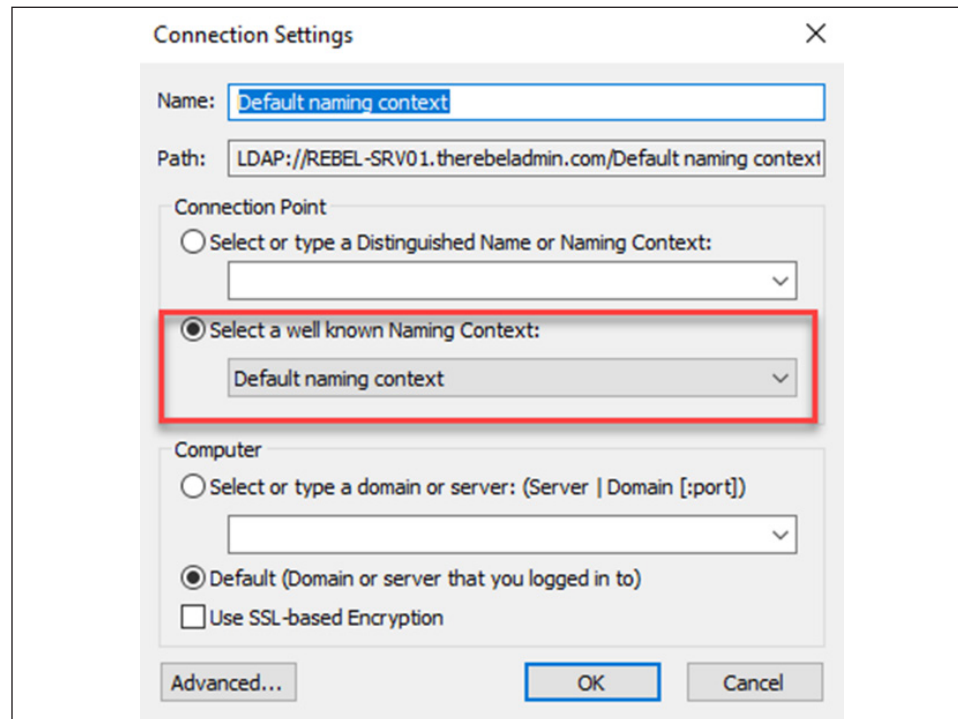 Connection Settings
Name: Default naming context
Path: LDAP://REBEL-SRV01.therebeladmin.com/Default naming context
Connection Point
Select or type a Distinguished Name or Naming Context:
Select a well known Naming Context:
Default naming context
Computer
Select or type a domain or server: (Server | Domain [:port])
Default (Domain or server that you logged in to)
Use SSL-based Encryption
Advanced... OK Cancel